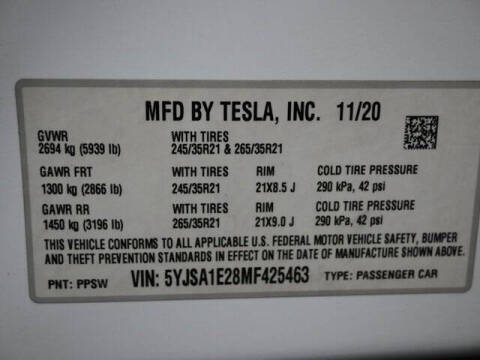 MFD BY TESLA, INC. 11/20
GVWR WITH TIRES
2694 kg (5939 lb) 245/35R21 & 265/35R21
GAWR FRT WITH TIRES RIM COLD TIRE PRESSURE
1300 kg (2866 lb) 245/35R21 21X8.5 J 290 kPa, 42 psi
GAWR RR WITH TIRES RIM COLD TIRE PRESSURE
1450 kg (3196 lb) 265/35R21 21X9.0 J 290 kPa, 42 psi
THIS VEHICLE CONFORMS TO ALL APPLICABLE U.S. FEDERAL MOTOR VEHICLE SAFETY, BUMPER
AND THEFT PREVENTION STANDARDS IN EFFECT ON THE DATE OF MANUFACTURE SHOWN ABOVE.
PNT: PPSW VIN: 5YJSA1E28MF425463 TYPE: PASSENGER CAR